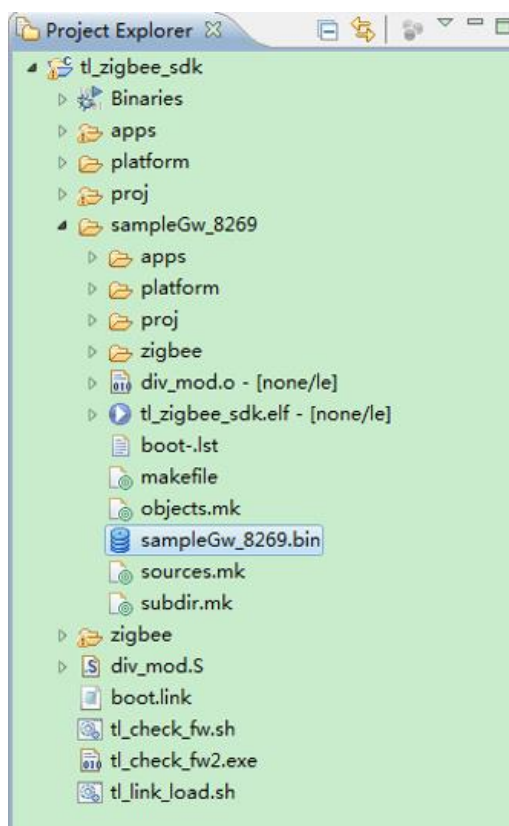 Project Explorer
tl_zigbee_sdk
Binaries
apps
platform
proj
sampleGw_8269
apps
platform
proj
zigbee
div_mod.o - [none/le]
tl_zigbee_sdk.elf - [none/le]
boot-.lst
makefile
objects.mk
sampleGw_8269.bin
sources.mk
subdir.mk
zigbee
div_mod.S
boot.link
tl_check_fw.sh
tl_check_fw2.exe
tl_link_load.sh